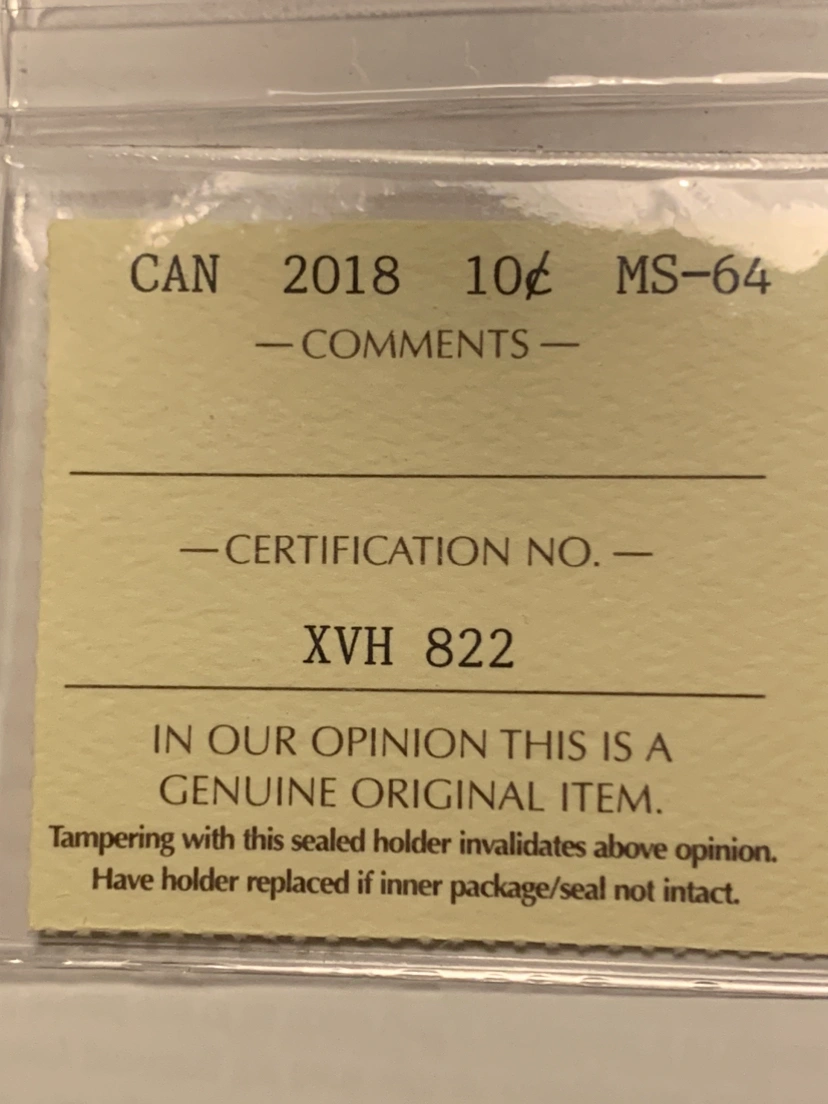 CAN 2018 10¢ MS-64
—COMMENTS—
—CERTIFICATION NO.—
XVH 822
IN OUR OPINION THIS IS A
GENUINE ORIGINAL ITEM.
Tampering with this sealed holder invalidates above opinion.
Have holder replaced if inner package/seal not intact.